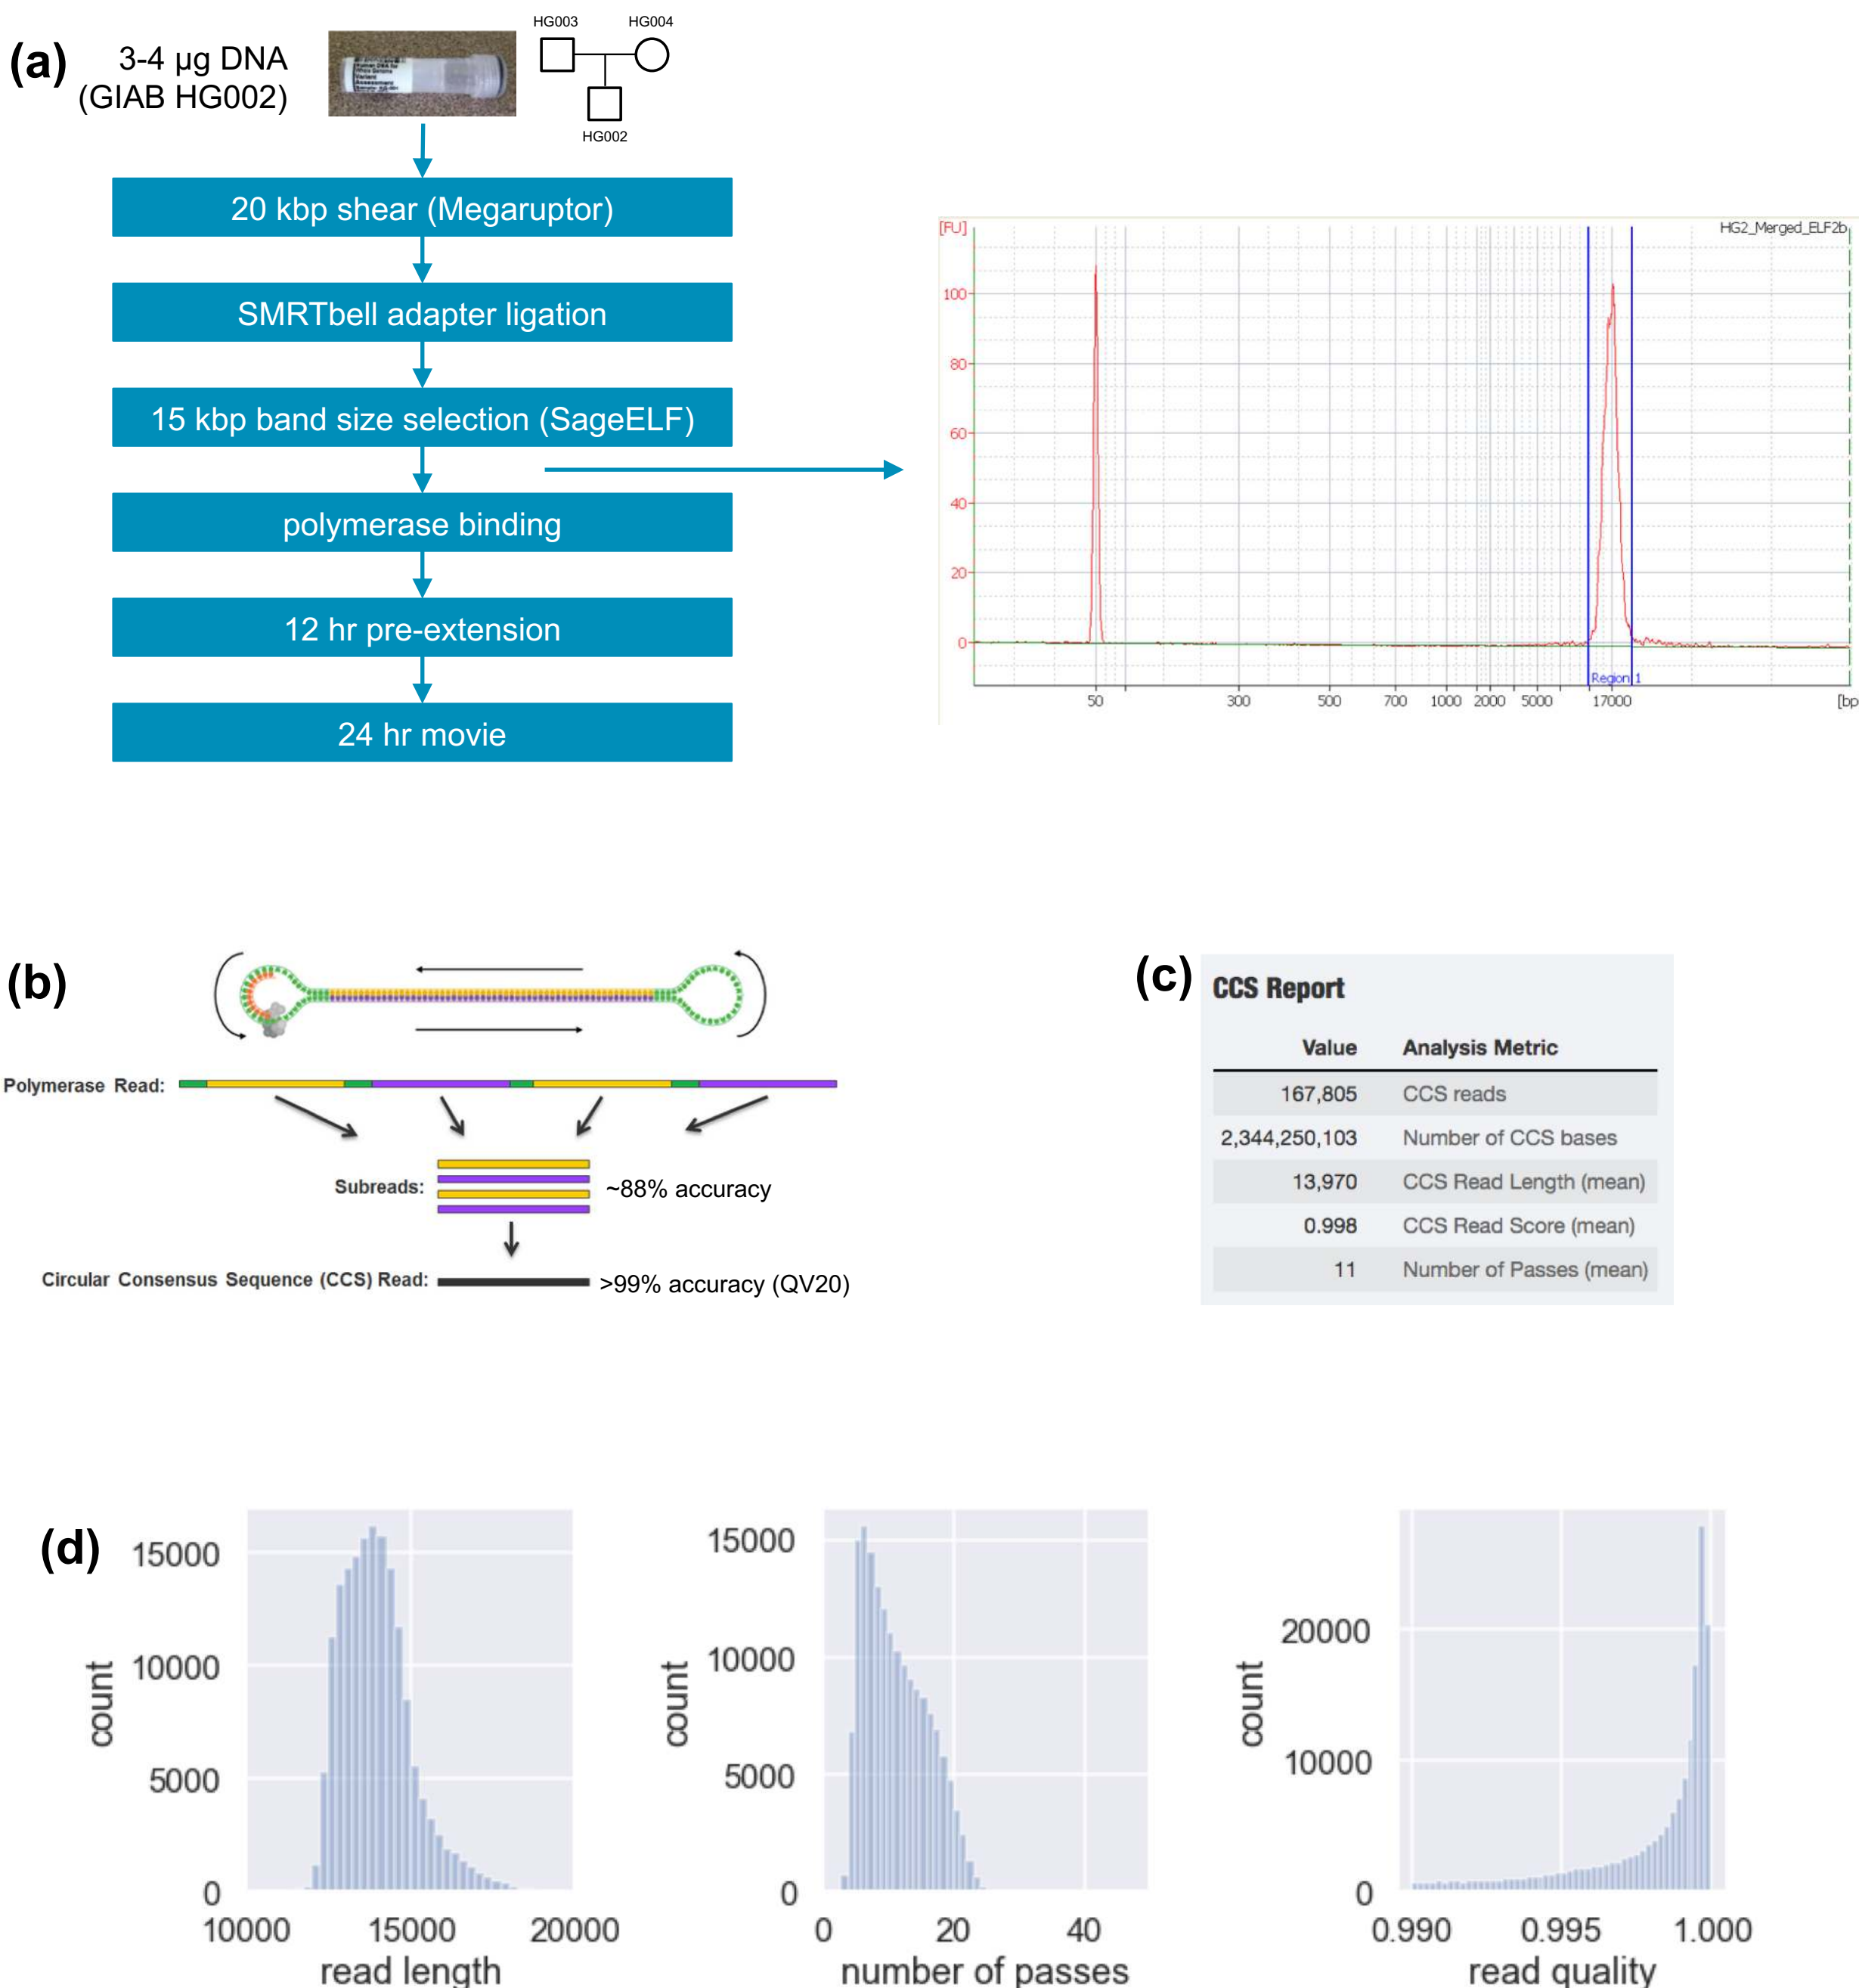 (a)
3-4 µg DNA
(GIAB HG002)
HG003
HG004
HG002
20 kbp shear (Megaruptor)
SMRTbell adapter ligation
15 kbp band size selection (SageELF)
polymerase binding
12 hr pre-extension
24 hr movie
[FU]
HG2_Merged_ELF2b
100
80
60
40
20
0
Region 1
50
300
500
700
1000
2000
5000
17000
[bp
(b)
Polymerase Read:
Subreads:
~88% accuracy
Circular Consensus Sequence (CCS) Read:
>99% accuracy (QV20)
(c)
CCS Report
Value Analysis Metric
167,805 CCS reads
2,344,250,103 Number of CCS bases
13,970 CCS Read Length (mean)
0.998 CCS Read Score (mean)
11 Number of Passes (mean)
(d)
15000
10000
5000
0
count
10000 15000 20000
read length
15000
10000
5000
0
count
0 20 40
number of passes
20000
10000
0
count
0.990 0.995 1.000
read quality